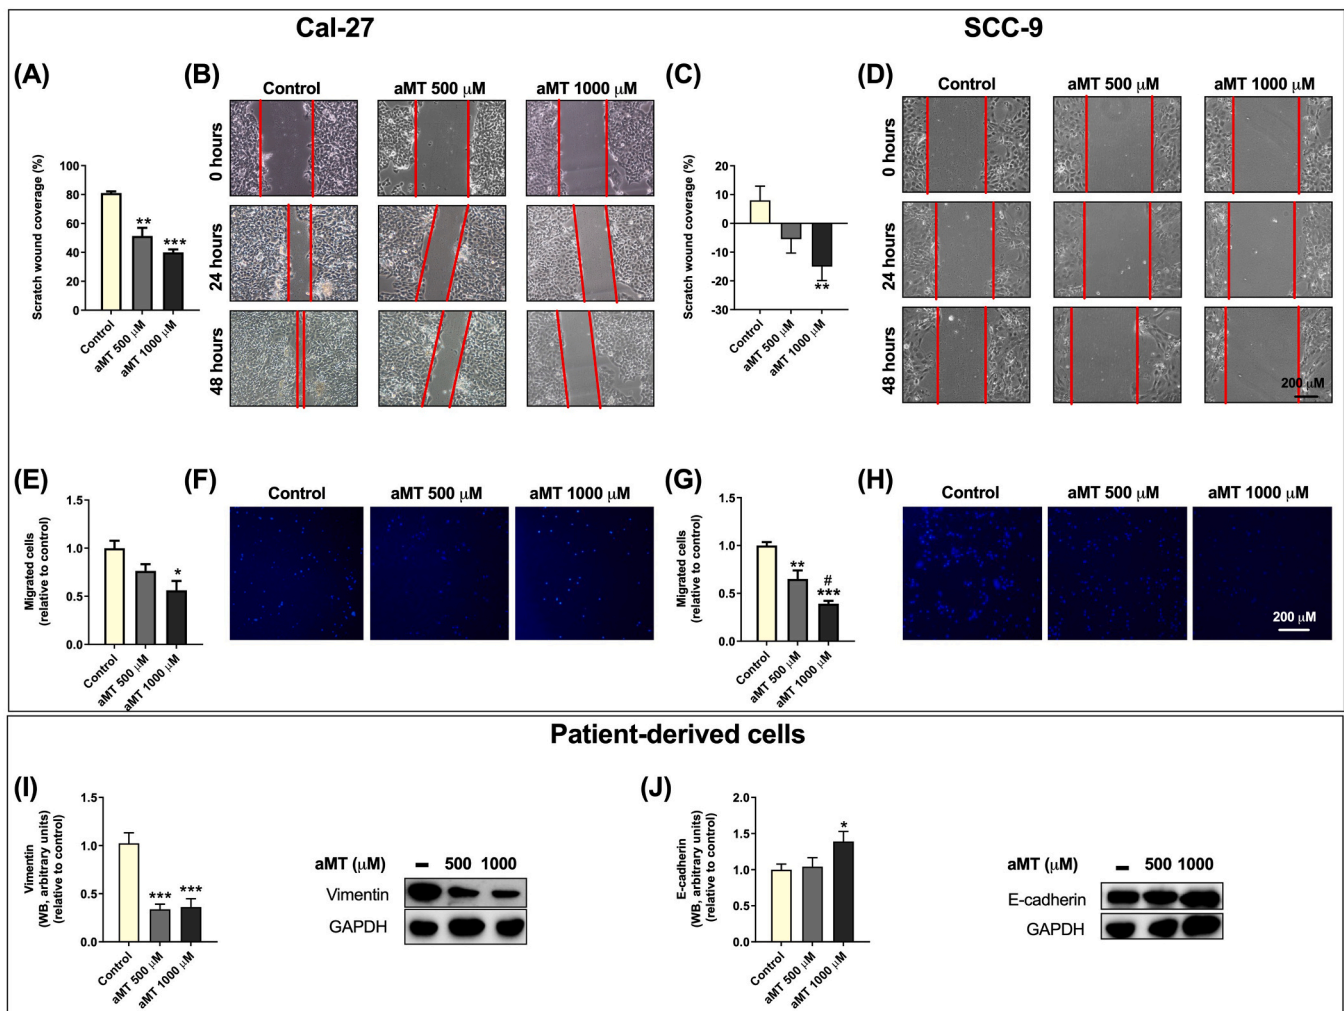 Cal-27
SCC-9
(A)
Scratch wound coverage (%)
100
80
60
40
20
0
**
***
Control
aMT 500 μM
aMT 1000 μM
(B)
Control
aMT 500 μM
aMT 1000 μM
0 hours
24 hours
48 hours
(C)
Scratch wound coverage (%)
20
10
0
-10
-20
-30
**
Control
aMT 500 μM
aMT 1000 μM
(D)
Control
aMT 500 μM
aMT 1000 μM
0 hours
24 hours
48 hours
200 μM
(E)
Migrated cells
(relative to control)
1.5
1.0
0.5
0.0
*
Control
aMT 500 μM
aMT 1000 μM
(F)
Control
aMT 500 μM
aMT 1000 μM
(G)
Migrated cells
(relative to control)
1.5
1.0
0.5
0.0
**
#
***
Control
aMT 500 μM
aMT 1000 μM
(H)
Control
aMT 500 μM
aMT 1000 μM
200 μM
Patient-derived cells
(I)
Vimentin
(WB, arbitrary units)
(relative to control)
1.5
1.0
0.5
0.0
***
***
Control
aMT 500 μM
aMT 1000 μM
aMT (μM) – 500 1000
Vimentin
GAPDH
(J)
E-cadherin
(WB, arbitrary units)
(relative to control)
2.0
1.5
1.0
0.5
0.0
*
Control
aMT 500 μM
aMT 1000 μM
aMT (μM) – 500 1000
E-cadherin
GAPDH